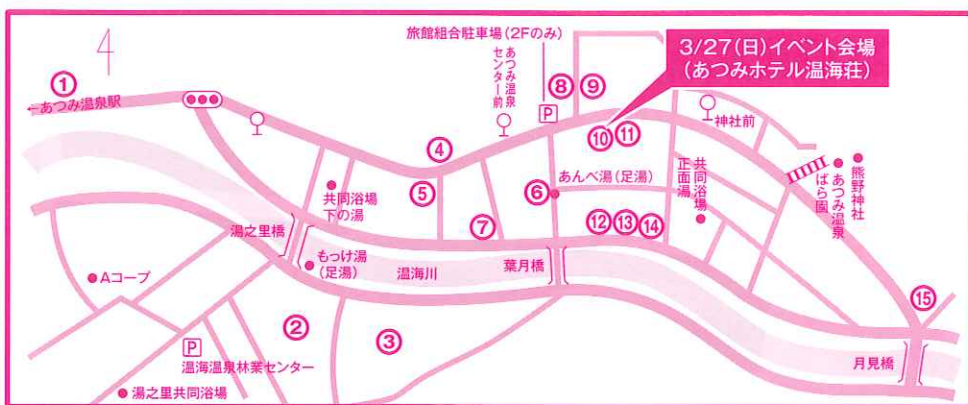 旅館組合駐車場(2Fのみ)
あつみ温泉
センター前
3/27(日)イベント会場
(あつみホテル温海荘)
①
←あつみ温泉駅
⑧
⑨
P
神社前
④
⑩
⑪
⑤
⑥
あんべ湯(足湯)
共同浴場
正面湯
熊野神社
あつみ温泉
ばら園
共同浴場
下の湯
⑦
⑫
⑬
⑭
湯之里橋
もっけ湯
(足湯)
温海川
葉月橋
Aコープ
⑮
②
③
P
温海温泉林業センター
月見橋
湯之里共同浴場